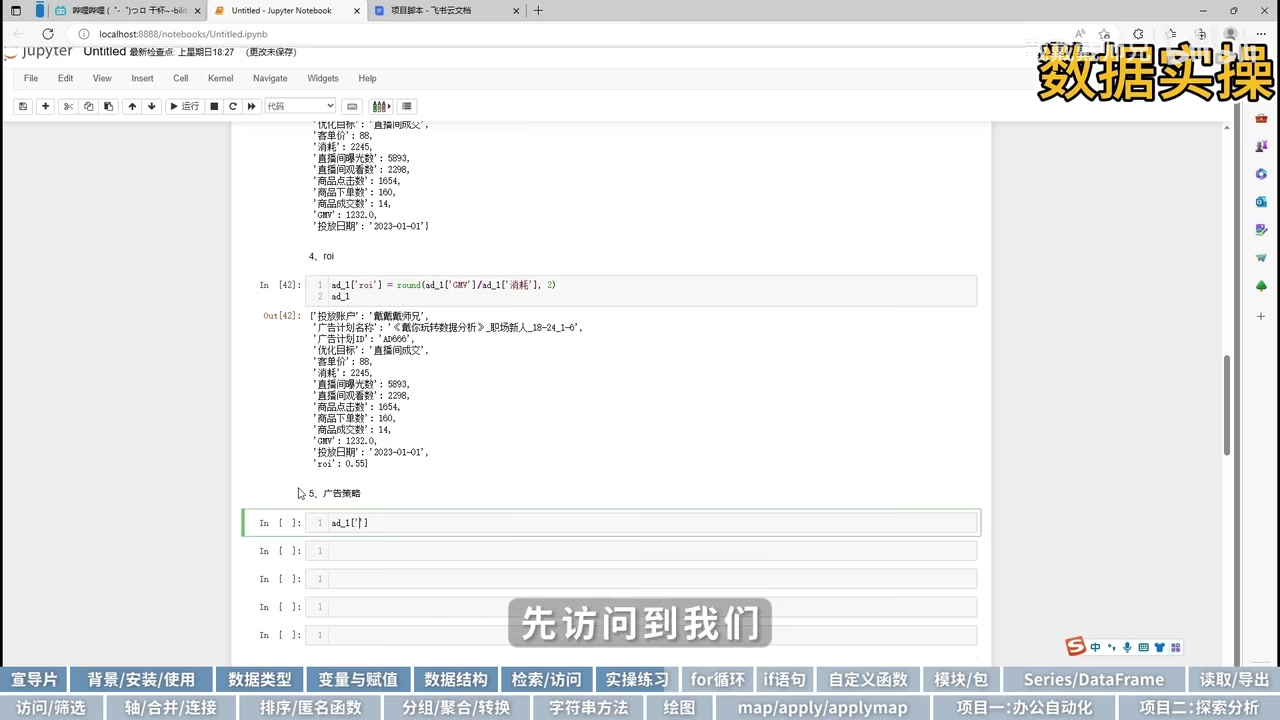 哔哩哔哩 (゜-゜)つロ 干杯~-bili
Untitled - Jupyter Notebook
项目脚本 - 飞书云文档
localhost:8888/notebooks/Untitled.ipynb
jupyter Untitled 最新检查点: 上星期日18:27 (更改未保存)
数据实操
File Edit View Insert Cell Kernel Navigate Widgets Help
运行 代码
'优化目标': '直播间成交',
'客单价': 88,
'消耗': 2245,
'直播间曝光数': 5893,
'直播间观看数': 2298,
'商品点击数': 1654,
'商品下单数': 160,
'商品成交数': 14,
'GMV': 1232.0,
'投放日期': '2023-01-01'}
4、roi
In [42]: 1 ad_1['roi'] = round(ad_1['GMV']/ad_1['消耗'], 2)
2 ad_1
Out[42]: {'投放账户': '戴戴戴师兄',
'广告计划名称': '《戴你玩转数据分析》_职场新人_18-24_1-6',
'广告计划ID': 'AD666',
'优化目标': '直播间成交',
'客单价': 88,
'消耗': 2245,
'直播间曝光数': 5893,
'直播间观看数': 2298,
'商品点击数': 1654,
'商品下单数': 160,
'商品成交数': 14,
'GMV': 1232.0,
'投放日期': '2023-01-01',
'roi': 0.55}
5、广告策略
In [ ]: 1 ad_1['']
In [ ]: 1
In [ ]: 1
In [ ]: 1
In [ ]: 1
先访问到我们
中
宣导片 背景/安装/使用 数据类型 变量与赋值 数据结构 检索/访问 实操练习 for循环 if语句 自定义函数 模块/包 Series/DataFrame 读取/导出
访问/筛选 轴/合并/连接 排序/匿名函数 分组/聚合/转换 字符串方法 绘图 map/apply/applymap 项目一:办公自动化 项目二:探索分析